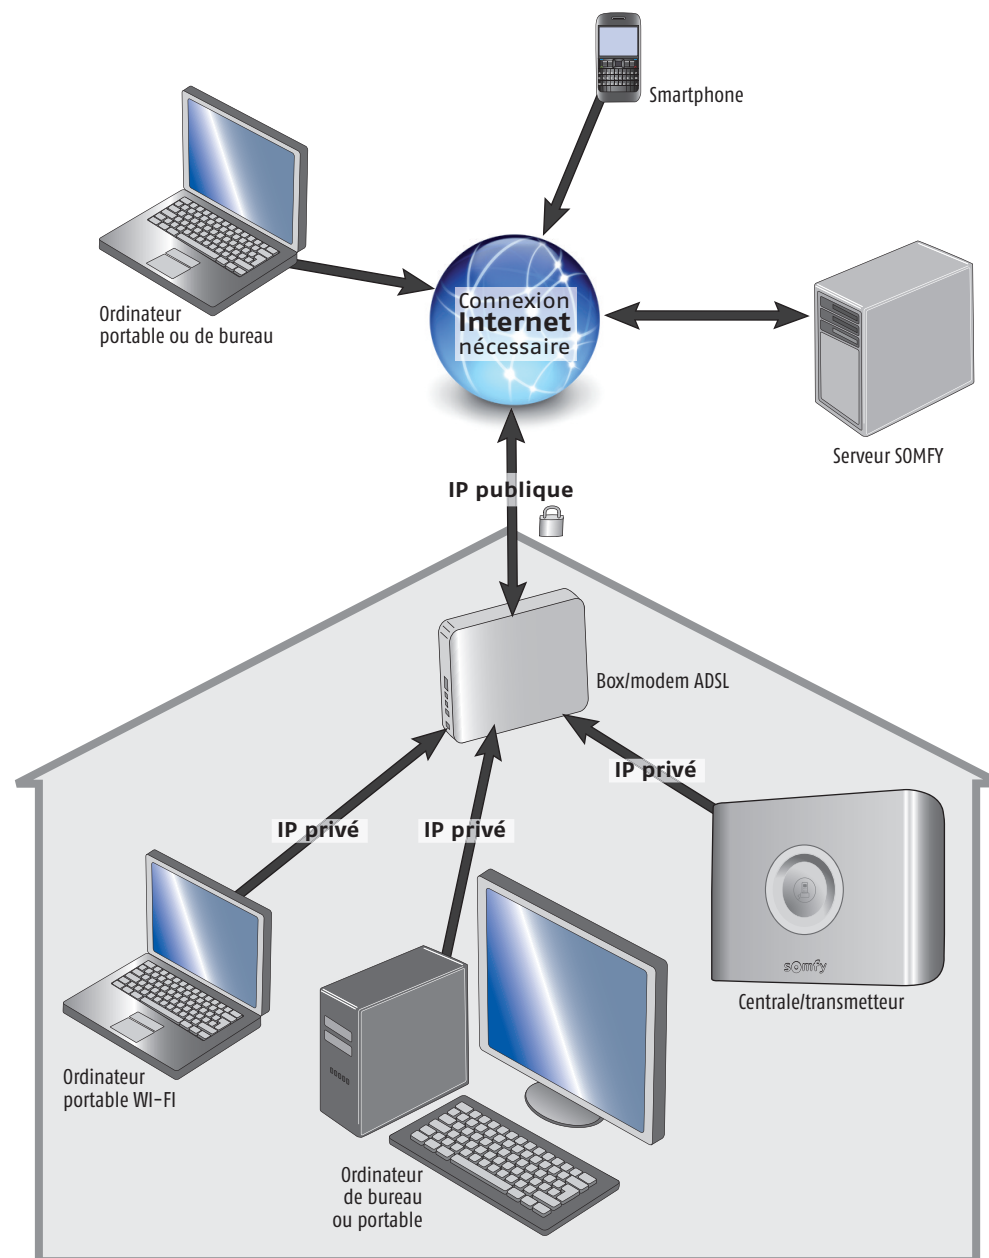 Smartphone
Ordinateur
portable ou de bureau
Connexion
Internet
nécessaire
Serveur SOMFY
IP publique
Box/modem ADSL
IP privé
IP privé
IP privé
somfy
Centrale/transmetteur
Ordinateur
portable WI-FI
Ordinateur
de bureau
ou portable